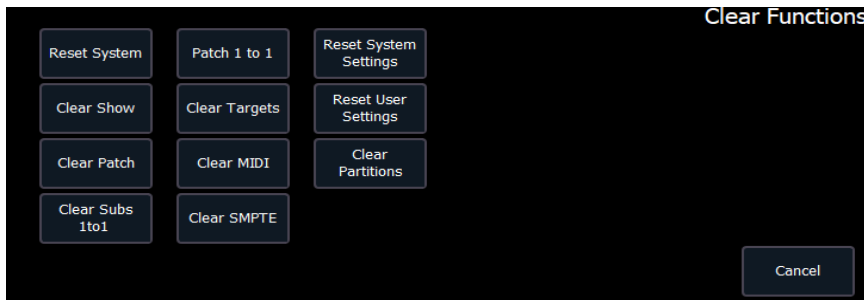 Clear Functions
Reset System
Patch 1 to 1
Reset System
Settings
Clear Show
Clear Targets
Reset User
Settings
Clear Patch
Clear MIDI
Clear
Partitions
Clear Subs
1to1
Clear SMPTE
Cancel